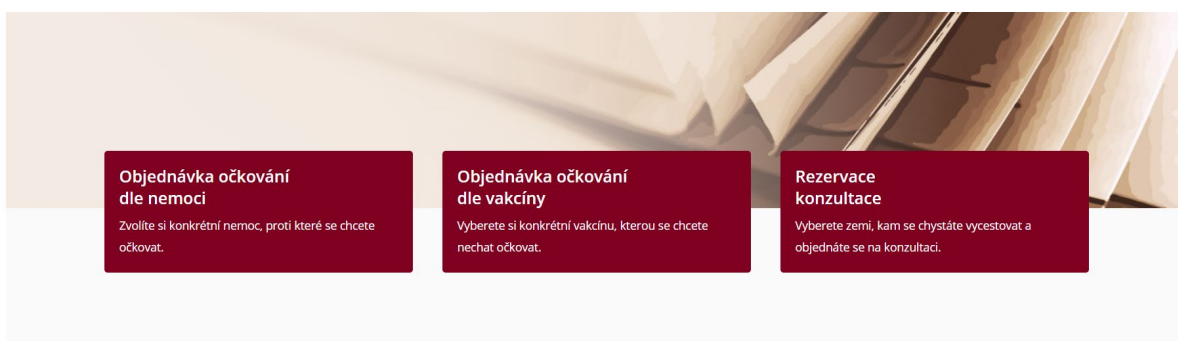 Objednávka očkování
dle nemoci
Zvolíte si konkrétní nemoc, proti které se chcete
očkovat.
Objednávka očkování
dle vakcíny
Vyberete si konkrétní vakcínu, kterou se chcete
nechat očkovat.
Rezervace
konzultace
Vyberete zemi, kam se chystáte vycestovat a
objednáte se na konzultaci.